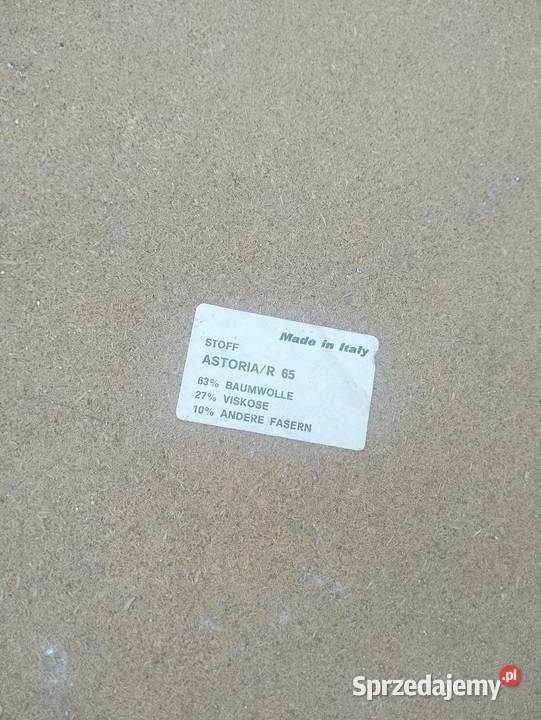 Made in Italy
STOFF
ASTORIA/R 65
63% BAUMWOLLE
27% VISKOSE
10% ANDERE FASERN
Sprzedajemy.pl